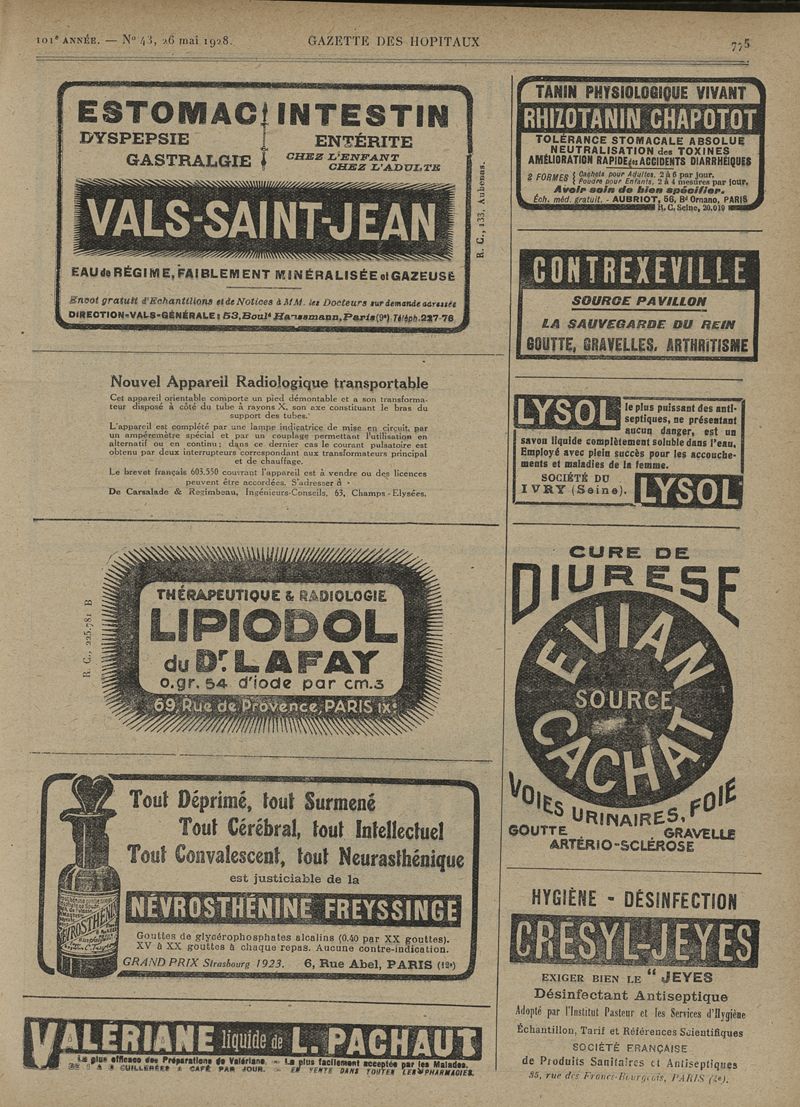 101e ANNÉE. — No 43, 26 mai 1928.
GAZETTE DES HOPITAUX
775
ESTOMAC INTESTIN
DYSPEPSIE ENTÉRITE
GASTRALGIE CHEZ L'ENFANT
CHEZ L'ADULTE
VALS-SAINT-JEAN
EAU de RÉGIME, FAIBLEMENT MINÉRALISÉE et GAZEUSE
Envoi gratuit d'Echantillons et de Notices à MM. les Docteurs sur demande adressée
DIRECTION-VALS-GÉNÉRALE: 53, Bould Haussmann, Paris (9e) Téléph. 227-76
R. C., 133, Aubenas.
Nouvel Appareil Radiologique transportable
Cet appareil orientable comporte un pied démontable et a son transforma-
teur disposé à côté du tube à rayons X, son axe constituant le bras du
support des tubes.
L'appareil est complété par une lampe indicatrice de mise en circuit, par
un ampèremètre spécial et par un couplage permettant l'utilisation en
alternatif ou en continu; dans ce dernier cas le courant pulsatoire est
obtenu par deux interrupteurs correspondant aux transformateurs principal
et de chauffage.
Le brevet français 603.550 couvrant l'appareil est à vendre ou des licences
peuvent être accordées. S'adresser à
De Carsalade & Regimbeau, Ingénieurs-Conseils, 63, Champs-Elysées.
R. C., 225.781 B
THÉRAPEUTIQUE & RADIOLOGIE
LIPIODOL
du Dr. LAFAY
0.gr. 54 d'iode par cm.3
69, Rue de Provence, PARIS IXe
Tout Déprimé, tout Surmené
Tout Cérébral, tout Intellectuel
Tout Convalescent, tout Neurasthénique
est justiciable de la
NÉVROSTHÉNINE FREYSSINGE
Gouttes de glycérophosphates alcalins (0.40 par XX gouttes).
XV à XX gouttes à chaque repas. Aucune contre-indication.
GRAND PRIX Strasbourg 1923. 6, Rue Abel, PARIS (12e)
NEVROSTHÉNINE
VALÉRIANE liquide de L. PACHAUT
La plus efficace des Préparations de Valériane. - La plus facilement acceptée par les Malades.
CUILLERÉES A CAFÉ PAR JOUR. — EN VENTE DANS TOUTES LES PHARMACIES.
TANIN PHYSIOLOGIQUE VIVANT
RHIZOTANIN CHAPOTOT
TOLÉRANCE STOMACALE ABSOLUE
NEUTRALISATION des TOXINES
AMÉLIORATION RAPIDE des ACCIDENTS DIARRHÉIQUES
2 FORMES { Cachets pour Adultes, 2 à 6 par jour.
Poudre pour Enfants, 2 à 4 mesures par jour.
Avoir soin de bien spécifier.
Éch. méd. gratuit. - AUBRIOT, 56, Bd Ornano, PARIS
R. C. Seine, 20.019
CONTREXEVILLE
SOURCE PAVILLON
LA SAUVEGARDE DU REIN
GOUTTE, GRAVELLES, ARTHRITISME
LYSOL le plus puissant des anti-
septiques, ne présentant
aucun danger, est un
savon liquide complètement soluble dans l'eau.
Employé avec plein succès pour les accouche-
ments et maladies de la femme.
SOCIÉTÉ DU
IVRY (Seine). LYSOL
CURE DE
DIURESE
EVIAN
SOURCE
CACHAT
VOIES URINAIRES, FOIE
GOUTTE GRAVELLE
ARTÉRIO-SCLÉROSE
HYGIÈNE - DÉSINFECTION
CRÉSYL-JEYES
EXIGER BIEN LE " JEYES
Désinfectant Antiseptique
Adopté par l'Institut Pasteur et les Services d'Hygiène
Échantillon, Tarif et Références Scientifiques
SOCIÉTÉ FRANÇAISE
de Produits Sanitaires et Antiseptiques
35, rue des Francs-Bourgeois, PARIS (4e).